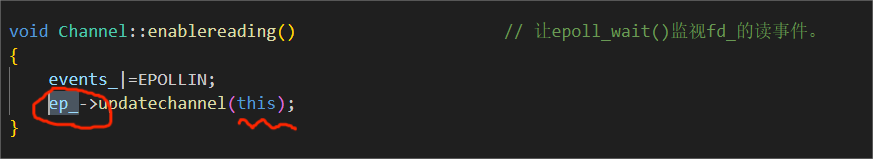 void Channel::enablereading() // 让epoll_wait()监视fd_的读事件。
{
events_|=EPOLLIN;
ep_->updatechannel(this);
}